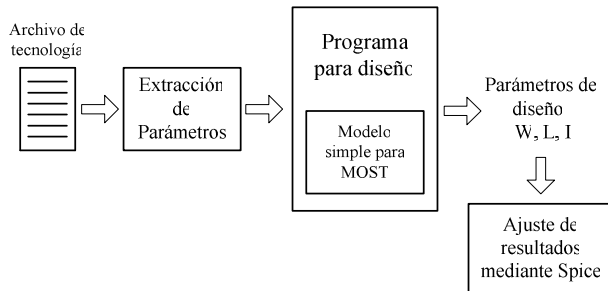 Archivo de
tecnología
Extracción
de
Parámetros
Programa
para diseño
Modelo
simple para
MOST
Parámetros de
diseño
W, L, I
Ajuste de
resultados
mediante Spice